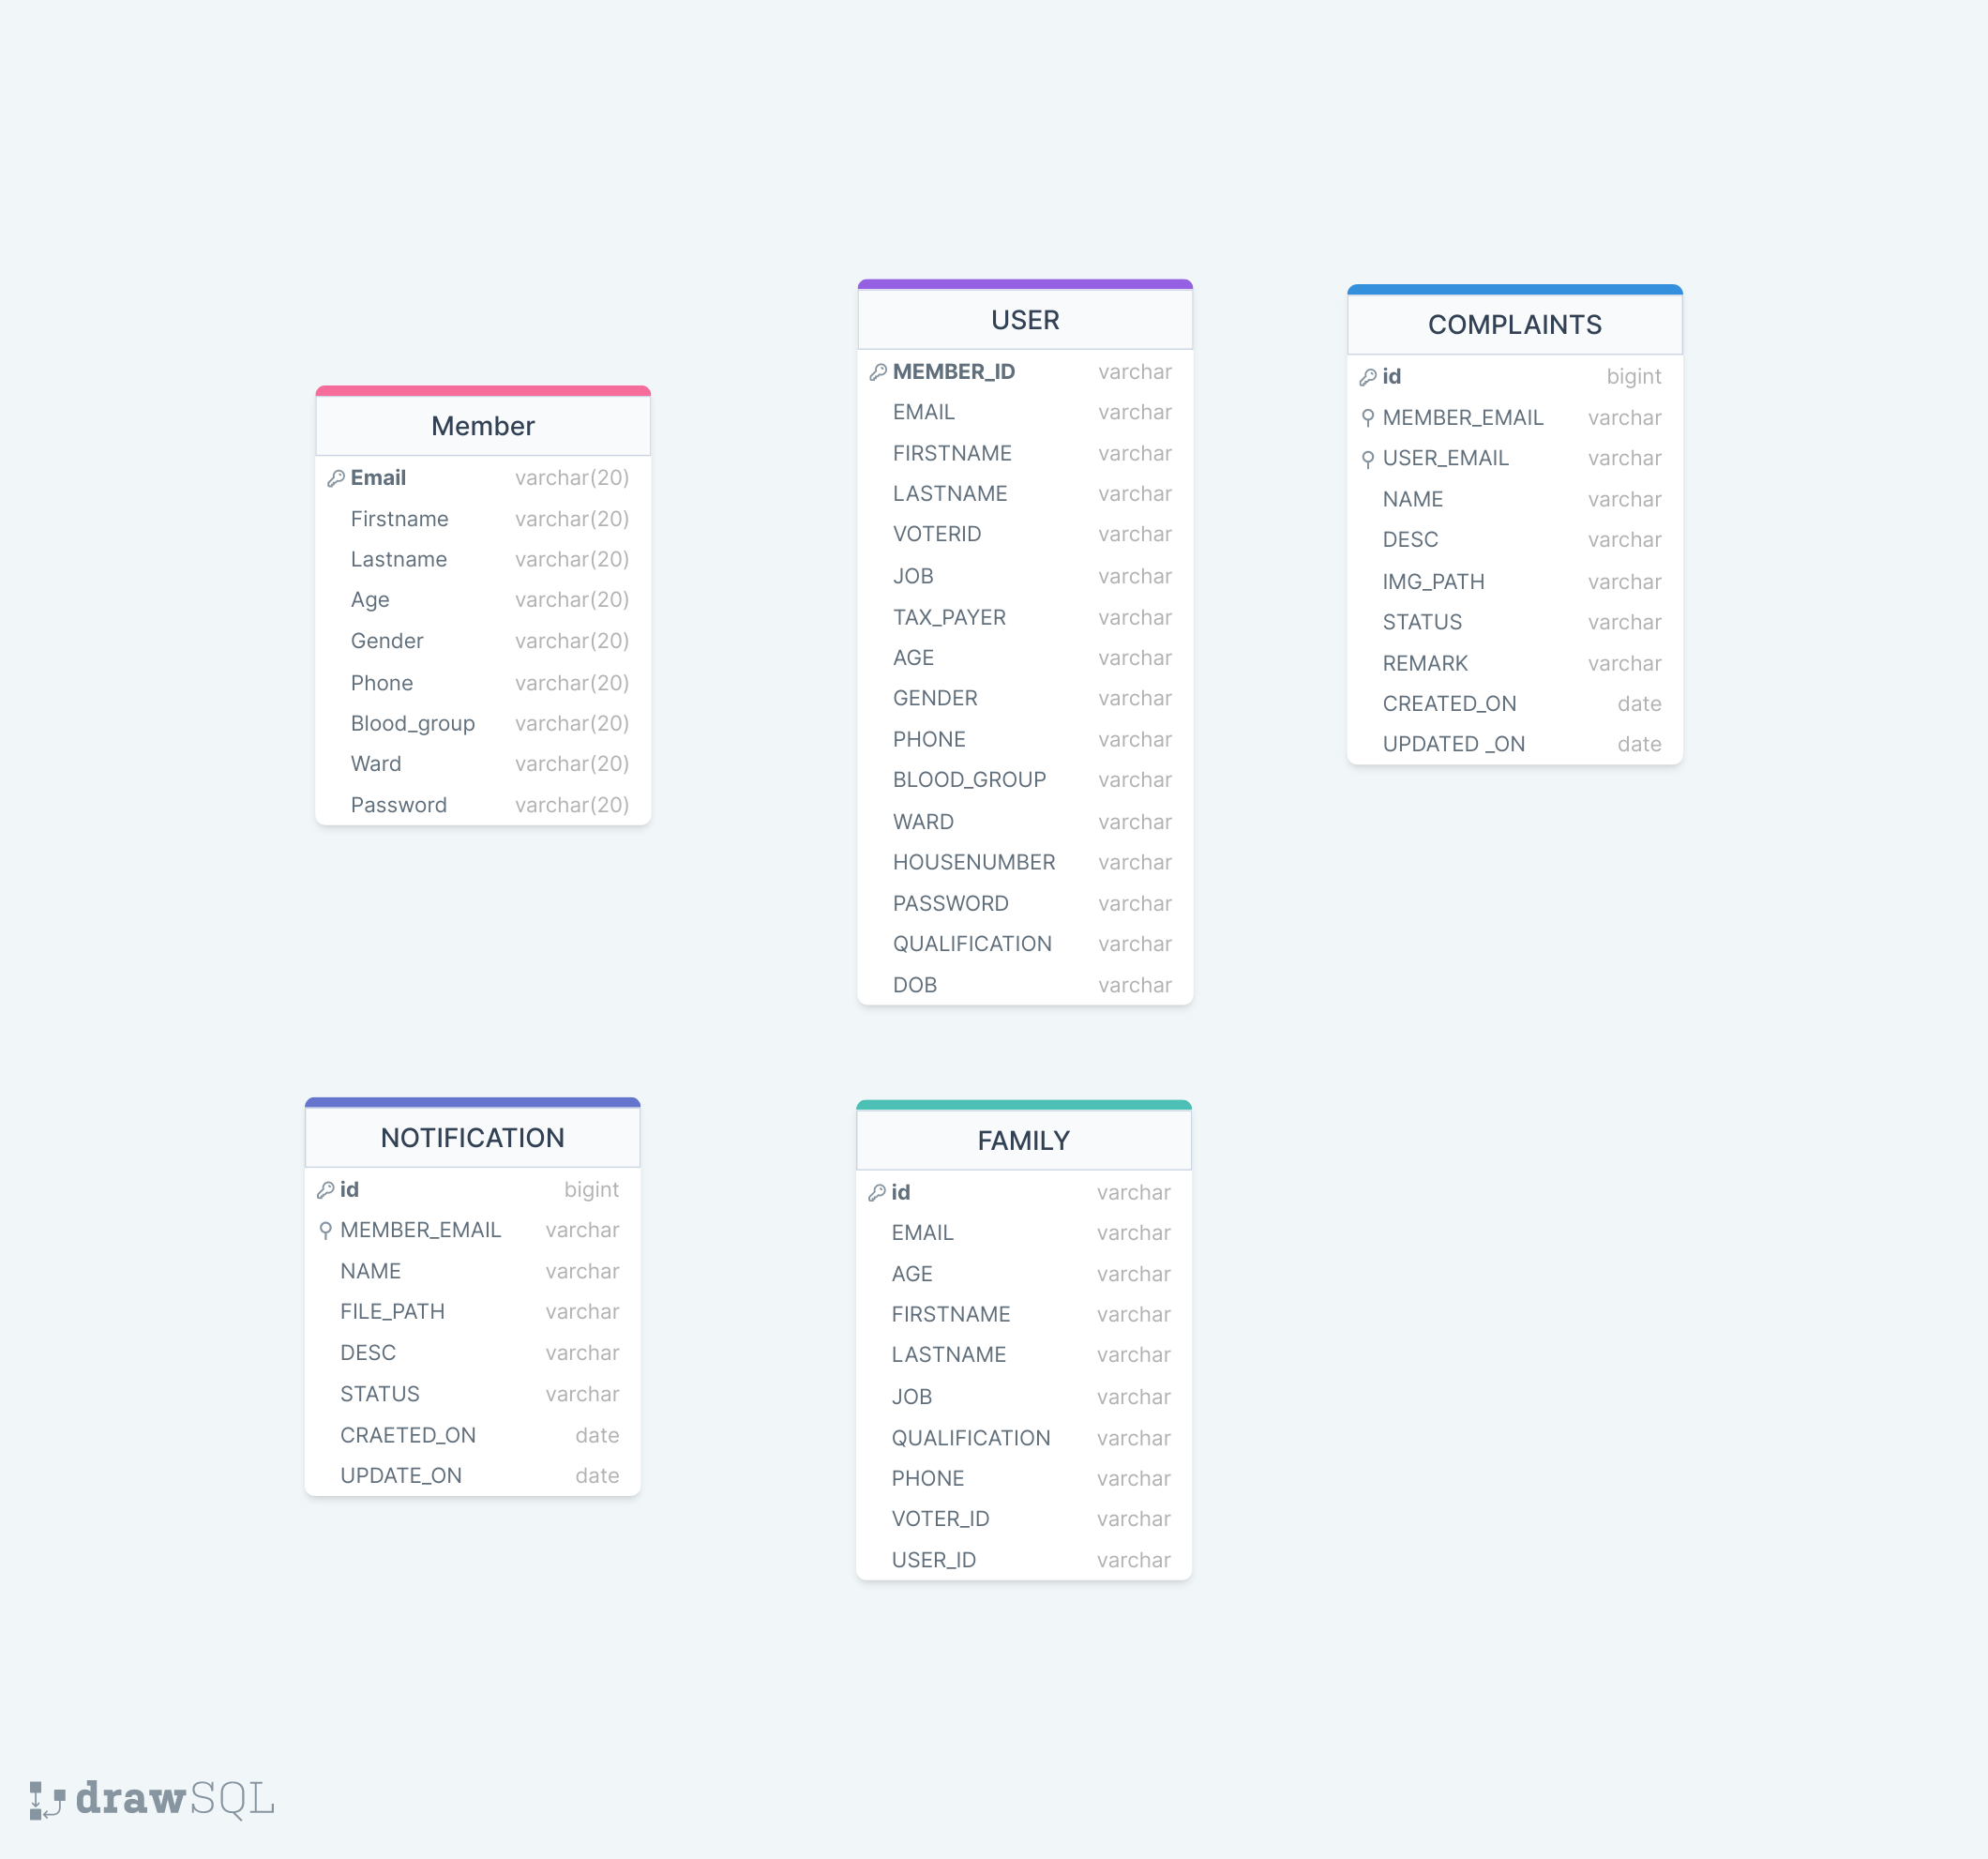 Member
Email varchar(20)
Firstname varchar(20)
Lastname varchar(20)
Age varchar(20)
Gender varchar(20)
Phone varchar(20)
Blood_group varchar(20)
Ward varchar(20)
Password varchar(20)
USER
MEMBER_ID varchar
EMAIL varchar
FIRSTNAME varchar
LASTNAME varchar
VOTERID varchar
JOB varchar
TAX_PAYER varchar
AGE varchar
GENDER varchar
PHONE varchar
BLOOD_GROUP varchar
WARD varchar
HOUSENUMBER varchar
PASSWORD varchar
QUALIFICATION varchar
DOB varchar
COMPLAINTS
id bigint
MEMBER_EMAIL varchar
USER_EMAIL varchar
NAME varchar
DESC varchar
IMG_PATH varchar
STATUS varchar
REMARK varchar
CREATED_ON date
UPDATED _ON date
NOTIFICATION
id bigint
MEMBER_EMAIL varchar
NAME varchar
FILE_PATH varchar
DESC varchar
STATUS varchar
CRAETED_ON date
UPDATE_ON date
FAMILY
id varchar
EMAIL varchar
AGE varchar
FIRSTNAME varchar
LASTNAME varchar
JOB varchar
QUALIFICATION varchar
PHONE varchar
VOTER_ID varchar
USER_ID varchar
drawSQL